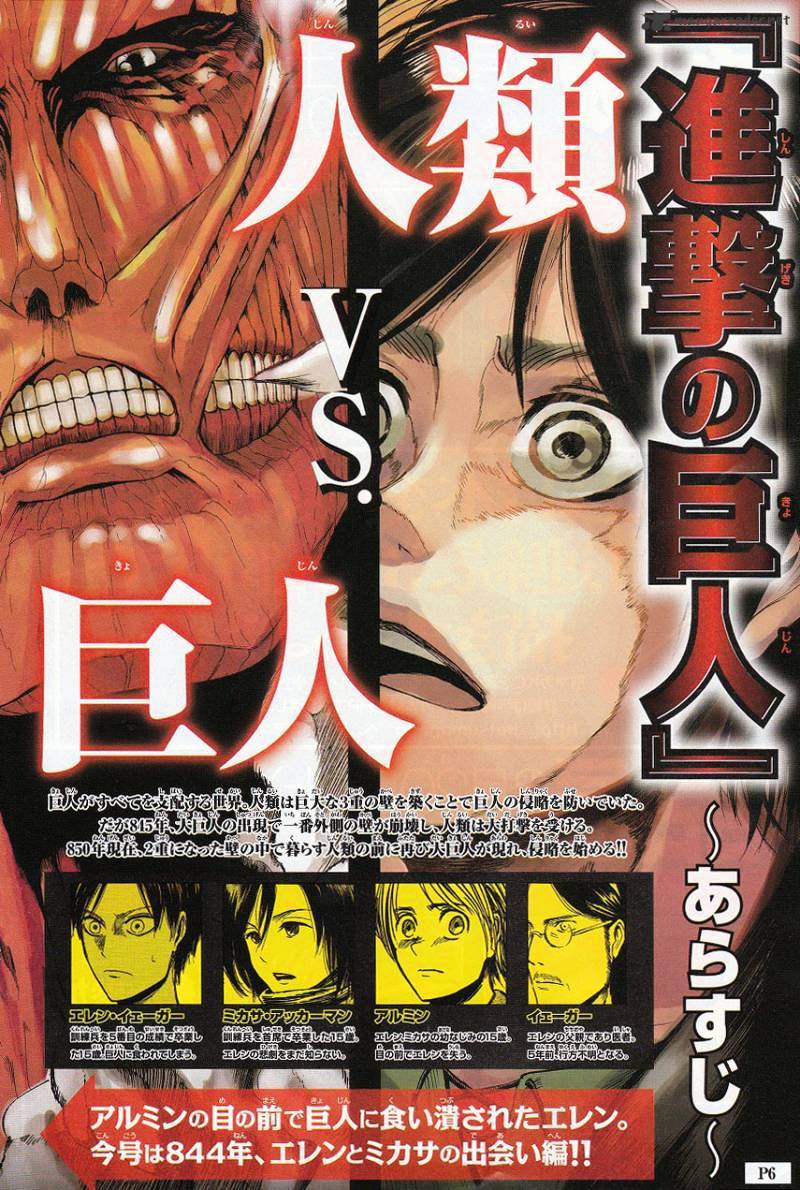 『進撃の巨人』
～あらすじ～
人類
VS.
巨人
巨人がすべてを支配する世界。人類は巨大な3重の壁を築くことで巨人の侵略を防いでいた。
だが845年、大巨人の出現で一番外側の壁が崩壊し、人類は大打撃を受ける。
850年現在、2重になった壁の中で暮らす人類の前に再び大巨人が現れ、侵略を始める!!
エレン・イェーガー
訓練兵を5番目の成績で卒業し
た15歳。巨人に食われてしまう。
ミカサ・アッカーマン
訓練兵を首席で卒業した15歳。
エレンの悲劇をまだ知らない。
アルミン
エレン、ミカサの幼なじみの15歳。
目の前でエレンを失う。
イェーガー
エレンの父親であり医者。
5年前、行方不明となる。
アルミンの目の前で巨人に食い潰されたエレン。
今号は844年、エレンとミカサの出会い編!!
P6